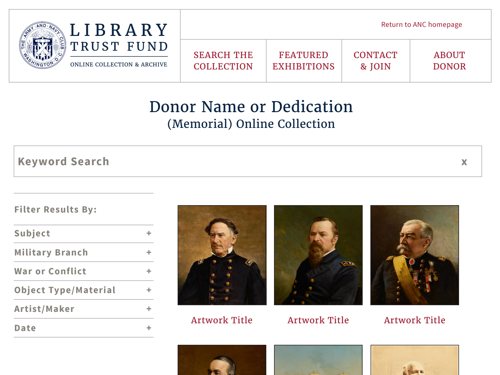 THE ARMY AND NAVY CLUB
WASHINGTON D.C.
LIBRARY
TRUST FUND
ONLINE COLLECTION & ARCHIVE
Return to ANC homepage
SEARCH THE
COLLECTION
FEATURED
EXHIBITIONS
CONTACT
& JOIN
ABOUT
DONOR
Donor Name or Dedication
(Memorial) Online Collection
Keyword Search x
Filter Results By:
Subject +
Military Branch +
War or Conflict +
Object Type/Material +
Artist/Maker +
Date +
Artwork Title
Artwork Title
Artwork Title